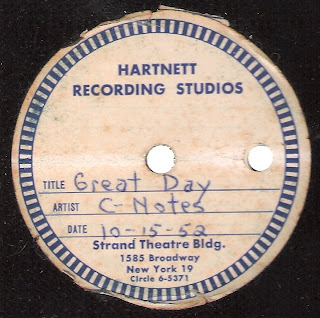 HARTNETT
RECORDING STUDIOS
TITLE Great Day
ARTIST C-Notes
DATE 10-15-52
Strand Theatre Bldg.
1585 Broadway
New York 19
Circle 6-5371